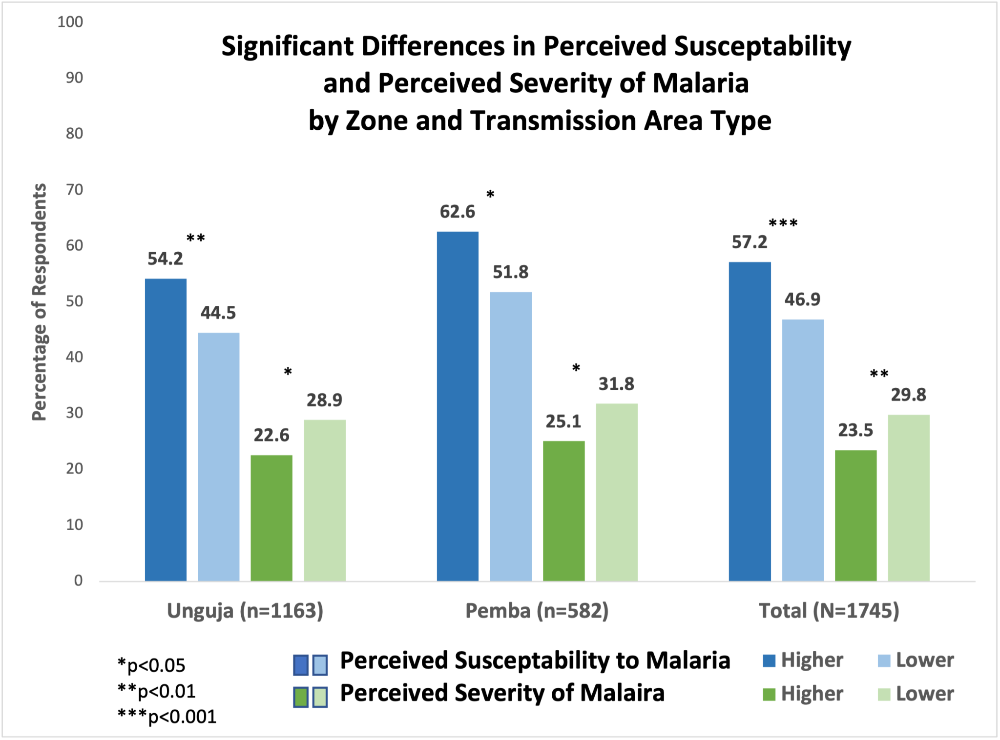 Significant Differences in Perceived Susceptability
and Perceived Severity of Malaria
by Zone and Transmission Area Type
Percentage of Respondents
100
90
80
70
60
50
40
30
20
10
0
54.2
**
44.5
22.6
*
28.9
62.6
*
51.8
25.1
*
31.8
57.2
***
46.9
23.5
**
29.8
Unguja (n=1163)
Pemba (n=582)
Total (N=1745)
*p<0.05
**p<0.01
***p<0.001
Perceived Susceptability to Malaria
Higher
Lower
Perceived Severity of Malaira
Higher
Lower